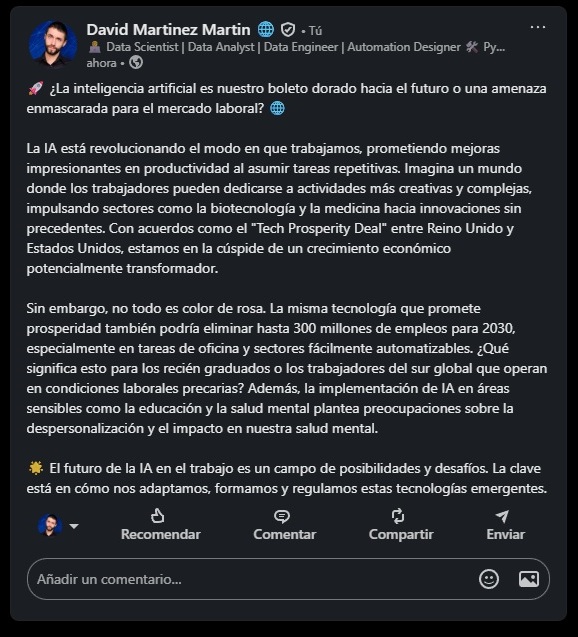 David Martinez Martin 🌐 • Tú
👨🏻‍💻 Data Scientist | Data Analyst | Data Engineer | Automation Designer 🛠 Py...
ahora •
🚀 ¿La inteligencia artificial es nuestro boleto dorado hacia el futuro o una amenaza
enmascarada para el mercado laboral? 🌐
La IA está revolucionando el modo en que trabajamos, prometiendo mejoras
impresionantes en productividad al asumir tareas repetitivas. Imagina un mundo
donde los trabajadores pueden dedicarse a actividades más creativas y complejas,
impulsando sectores como la biotecnología y la medicina hacia innovaciones sin
precedentes. Con acuerdos como el "Tech Prosperity Deal" entre Reino Unido y
Estados Unidos, estamos en la cúspide de un crecimiento económico
potencialmente transformador.
Sin embargo, no todo es color de rosa. La misma tecnología que promete
prosperidad también podría eliminar hasta 300 millones de empleos para 2030,
especialmente en tareas de oficina y sectores fácilmente automatizables. ¿Qué
significa esto para los recién graduados o los trabajadores del sur global que operan
en condiciones laborales precarias? Además, la implementación de IA en áreas
sensibles como la educación y la salud mental plantea preocupaciones sobre la
despersonalización y el impacto en nuestra salud mental.
🌟 El futuro de la IA en el trabajo es un campo de posibilidades y desafíos. La clave
está en cómo nos adaptamos, formamos y regulamos estas tecnologías emergentes.
Recomendar Comentar Compartir Enviar
Añadir un comentario...